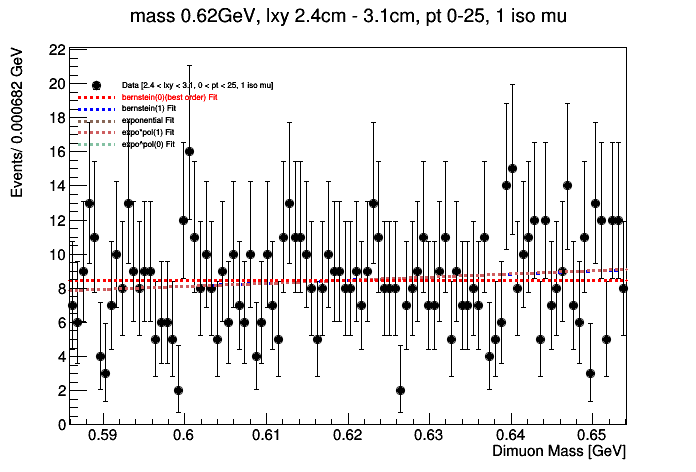 mass 0.62GeV, lxy 2.4cm - 3.1cm, pt 0-25, 1 iso mu
Events/ 0.000682 GeV
22
20
18
16
14
12
10
8
6
4
2
0
Data [2.4 < lxy < 3.1, 0 < pt < 25, 1 iso mu]
bernstein(0)(best order) Fit
bernstein(1) Fit
exponential Fit
expo*pol(1) Fit
expo^pol(0) Fit
0.59 0.6 0.61 0.62 0.63 0.64 0.65
Dimuon Mass [GeV]